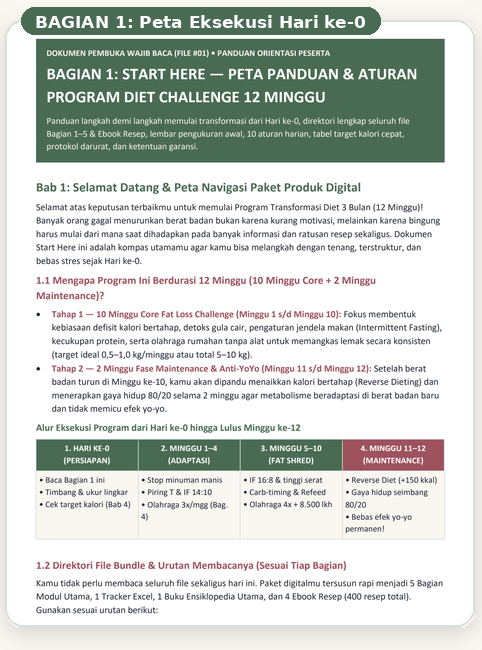 BAGIAN 1: Peta Eksekusi Hari ke-0
DOKUMEN PEMBUKA WAJIB BACA (FILE #01) • PANDUAN ORIENTASI PESERTA
BAGIAN 1: START HERE — PETA PANDUAN & ATURAN
PROGRAM DIET CHALLENGE 12 MINGGU
Panduan langkah demi langkah memulai transformasi dari Hari ke-0, direktori lengkap seluruh file
Bagian 1–5 & Ebook Resep, lembar pengukuran awal, 10 aturan harian, tabel target kalori cepat,
protokol darurat, dan ketentuan garansi.
Bab 1: Selamat Datang & Peta Navigasi Paket Produk Digital
Selamat atas keputusan terbaikmu untuk memulai Program Transformasi Diet 3 Bulan (12 Minggu)!
Banyak orang gagal menurunkan berat badan bukan karena kurang motivasi, melainkan karena bingung
harus mulai dari mana saat dihadapkan pada banyak informasi dan ratusan resep sekaligus. Dokumen
Start Here ini adalah kompas utamamu agar kamu bisa melangkah dengan tenang, terstruktur, dan
bebas stres sejak Hari ke-0.
1.1 Mengapa Program Ini Berdurasi 12 Minggu (10 Minggu Core + 2 Minggu
Maintenance)?
• Tahap 1 — 10 Minggu Core Fat Loss Challenge (Minggu 1 s/d Minggu 10): Fokus membentuk
kebiasaan defisit kalori bertahap, detoks gula cair, pengaturan jendela makan (Intermittent Fasting),
kecukupan protein, serta olahraga rumahan tanpa alat untuk memangkas lemak secara konsisten
(target ideal 0,5–1,0 kg/minggu atau total 5–10 kg).
• Tahap 2 — 2 Minggu Fase Maintenance & Anti-YoYo (Minggu 11 s/d Minggu 12): Setelah berat
badan turun di Minggu ke-10, kamu akan dipandu menaikkan kalori bertahap (Reverse Dieting) dan
menerapkan gaya hidup 80/20 selama 2 minggu agar metabolisme beradaptasi di berat badan baru
dan tidak memicu efek yo-yo.
Alur Eksekusi Program dari Hari ke-0 hingga Lulus Minggu ke-12
1. HARI KE-0
(PERSIAPAN)
2. MINGGU 1–4
(ADAPTASI)
3. MINGGU 5–10
(FAT SHRED)
4. MINGGU 11–12
(MAINTENANCE)
• Baca Bagian 1 ini
• Timbang & ukur lingkar
• Cek target kalori (Bab 4)
• Stop minuman manis
• Piring T & IF 14:10
• Olahraga 3x/mgg (Bag.
4)
• IF 16:8 & tinggi serat
• Carb-timing & Refeed
• Olahraga 4x + 8.500 lkh
• Reverse Diet (+150 kkal)
• Gaya hidup seimbang
80/20
• Bebas efek yo-yo
permanen!
1.2 Direktori File Bundle & Urutan Membacanya (Sesuai Tiap Bagian)
Kamu tidak perlu membaca seluruh file sekaligus hari ini. Paket digitalmu tersusun rapi menjadi 5 Bagian
Modul Utama, 1 Tracker Excel, 1 Buku Ensiklopedia Utama, dan 4 Ebook Resep (400 resep total).
Gunakan sesuai urutan berikut: